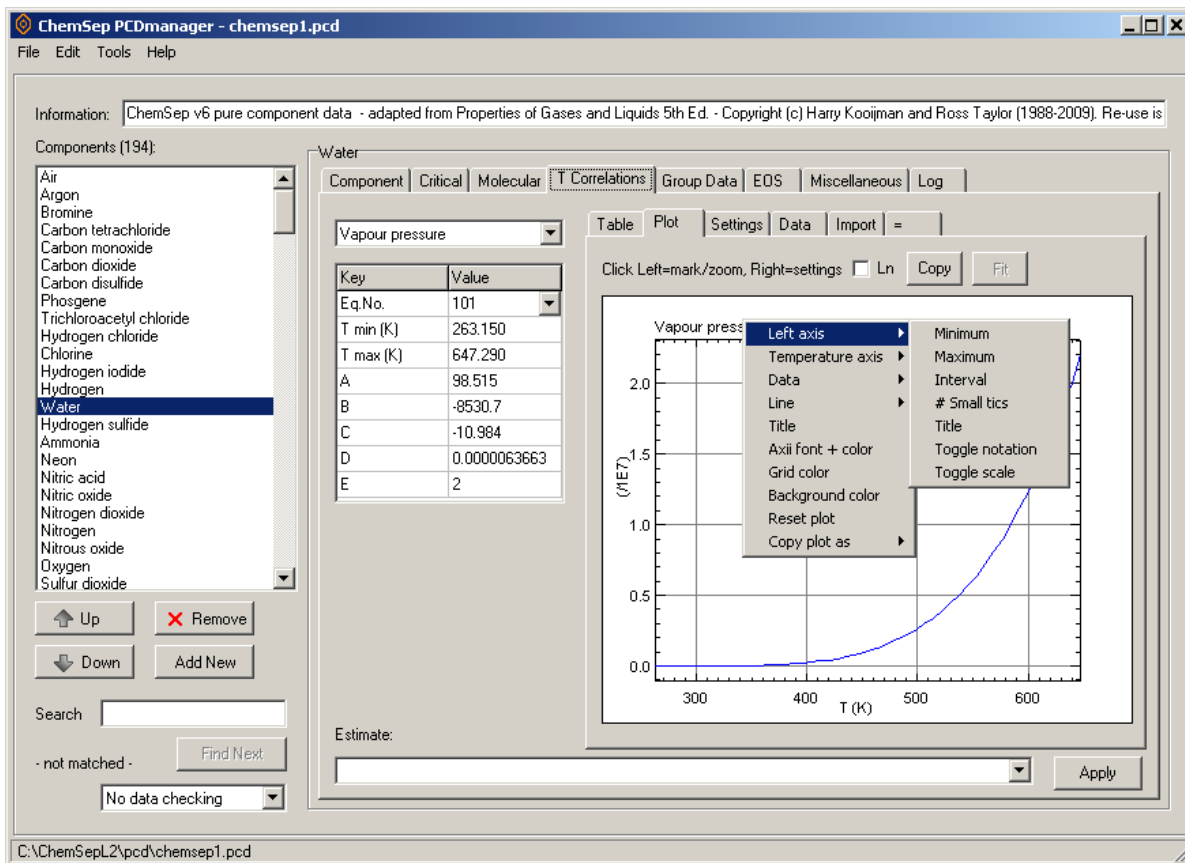 ChemSep PCDmanager - chemsep1.pcd
File Edit Tools Help
Information: ChemSep v6 pure component data - adapted from Properties of Gases and Liquids 5th Ed. - Copyright (c) Harry Kooijman and Ross Taylor (1988-2009). Re-use is
Components (194):
Air
Argon
Bromine
Carbon tetrachloride
Carbon monoxide
Carbon dioxide
Carbon disulfide
Phosgene
Trichloroacetyl chloride
Hydrogen chloride
Chlorine
Hydrogen iodide
Hydrogen
Water
Hydrogen sulfide
Ammonia
Neon
Nitric acid
Nitric oxide
Nitrogen dioxide
Nitrogen
Nitrous oxide
Oxygen
Sulfur dioxide
Up Remove
Down Add New
Search
Find Next
- not matched -
No data checking
Water
Component Critical Molecular T Correlations Group Data EOS Miscellaneous Log
Vapour pressure
Key Value
Eq.No. 101
T min (K) 263.150
T max (K) 647.290
A 98.515
B -8530.7
C -10.984
D 0.0000063663
E 2
Table Plot Settings Data Import =
Click Left=mark/zoom, Right=settings Ln Copy Fit
Vapour press
Left axis
Temperature axis
Data
Line
Title
Axii font + color
Grid color
Background color
Reset plot
Copy plot as
Minimum
Maximum
Interval
# Small tics
Title
Toggle notation
Toggle scale
2.0
1.5
1.0
0.5
0.0
(/1E7)
300 400 500 600
T (K)
Estimate:
Apply
C:\ChemSepL2\pcd\chemsep1.pcd